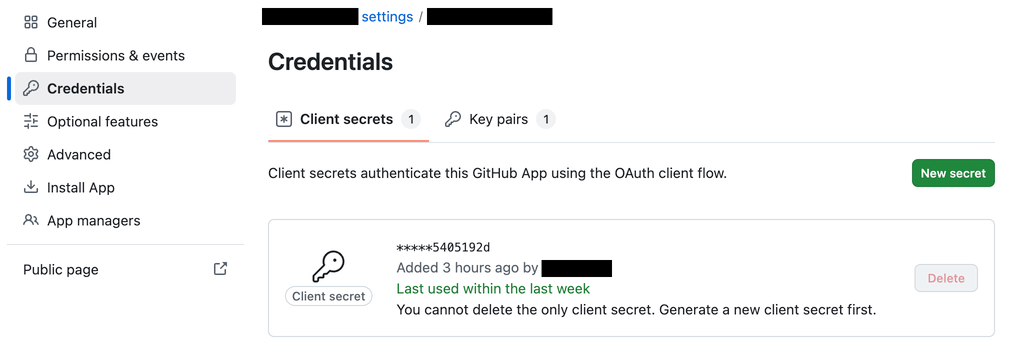 General
Permissions & events
Credentials
Optional features
Advanced
Install App
App managers
Public page
settings /
Credentials
Client secrets 1
Key pairs 1
Client secrets authenticate this GitHub App using the OAuth client flow.
New secret
Client secret
*****5405192d
Added 3 hours ago by
Last used within the last week
You cannot delete the only client secret. Generate a new client secret first.
Delete